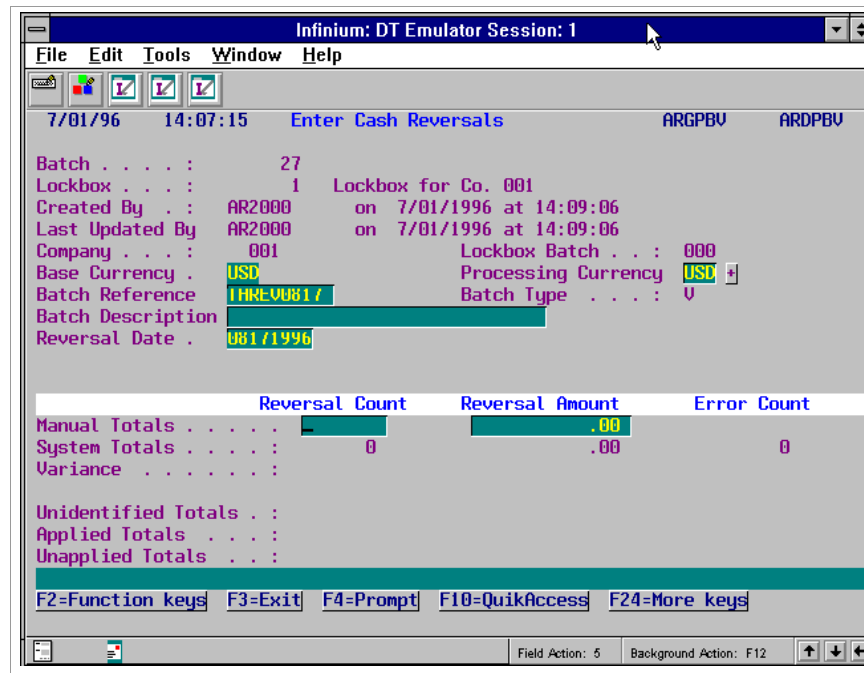 Infinium: DT Emulator Session: 1
File Edit Tools Window Help
7/01/96 14:07:15 Enter Cash Reversals ARGPBV ARDPBV
Batch . . . . : 27
Lockbox . . . : 1 Lockbox for Co. 001
Created By . : AR2000 on 7/01/1996 at 14:09:06
Last Updated By AR2000 on 7/01/1996 at 14:09:06
Company . . . : 001 Lockbox Batch . . : 000
Base Currency . USD Processing Currency USD +
Batch Reference THREV0817 Batch Type . . . : V
Batch Description
Reversal Date . 08171996
Reversal Count Reversal Amount Error Count
Manual Totals . . . . . .00
System Totals . . . . : 0 .00 0
Variance . . . . . . :
Unidentified Totals . :
Applied Totals . . . :
Unapplied Totals . . :
F2=Function keys F3=Exit F4=Prompt F10=QuikAccess F24=More keys
Field Action: 5 Background Action: F12